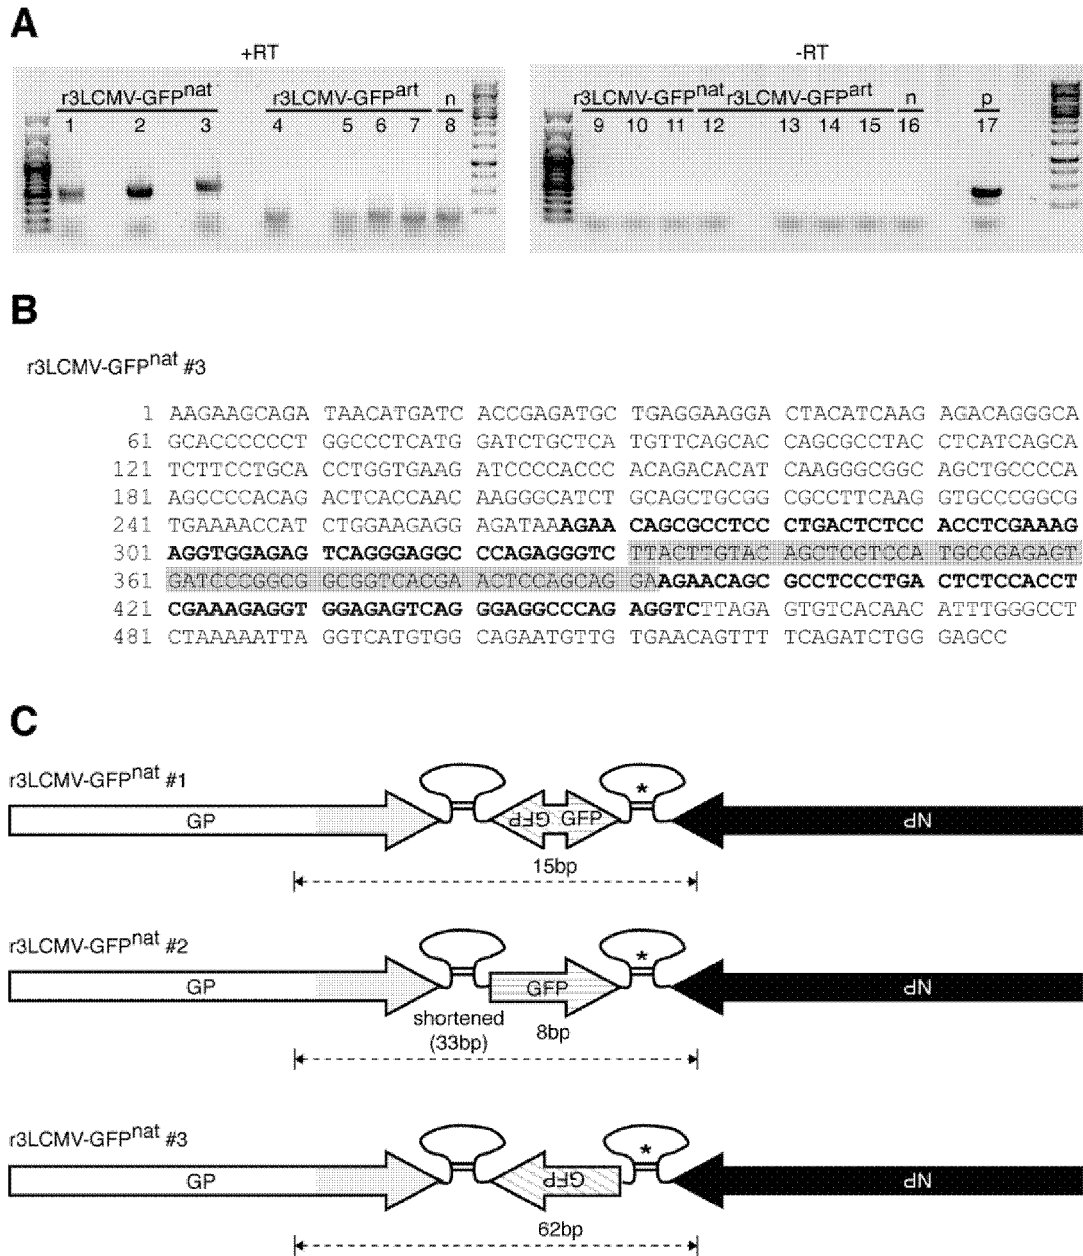 A
+RT
-RT
r3LCMV-GFPnat
r3LCMV-GFPart
n
r3LCMV-GFPnat
r3LCMV-GFPart
n
p
1 2 3 4 5 6 7 8
9 10 11 12 13 14 15 16 17
B
r3LCMV-GFPnat #3
1 AAGAAGCAGA TAACATGATC ACCGAGATGC TGAGGAAGGA CTACATCAAG AGACAGGGCA
61 GCACCCCCCT GGCCCTCATG GATCTGCTCA TGTTCAGCAC CAGCGCCTAC CTCATCAGCA
121 TCTTCCTGCA CCTGGTGAAG ATCCCCACCC ACAGACACAT CAAGGGCGGC AGCTGCCCCA
181 AGCCCCACAG ACTCACCAAC AAGGGCATCT GCAGCTGCGG CGCCTTCAAG GTGCCCGGCG
241 TGAAAACCAT CTGGAAGAGG AGATAAAGAA CAGCGCCTCC CTGACTCTCC ACCTCGAAAG
301 AGGTGGAGAG TCAGGGAGGC CCAGAGGGTC TTACTTGTAC AGCTCGTCCA TGCCGAGAGT
361 GATCCCGGCG GCGGTCACGA ACTCCAGCAG GAAGAACAGC GCCTCCCTGA CTCTCCACCT
421 CGAAAGAGGT GGAGAGTCAG GGAGGCCCAG AGGTCTTAGA GTGTCACAAC ATTTGGGCCT
481 CTAAAAATTA GGTCATGTGG CAGAATGTTG TGAACAGTTT TCAGATCTGG GAGCC
C
r3LCMV-GFPnat #1
*
GP
GFP GFP
NP
15bp
r3LCMV-GFPnat #2
*
GP
GFP
NP
shortened
(33bp)
8bp
r3LCMV-GFPnat #3
*
GP
GFP
NP
62bp